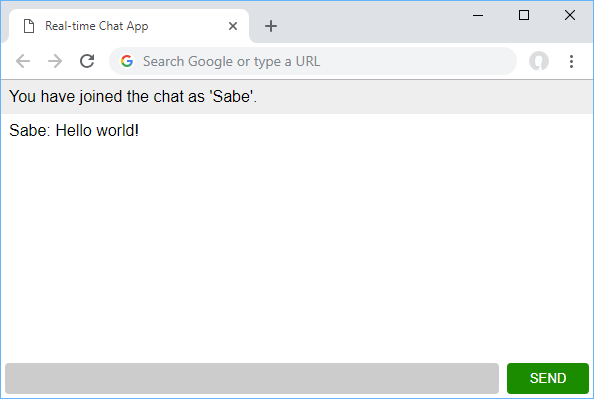 Real-time Chat App
Search Google or type a URL
You have joined the chat as 'Sabe'.
Sabe: Hello world!
SEND